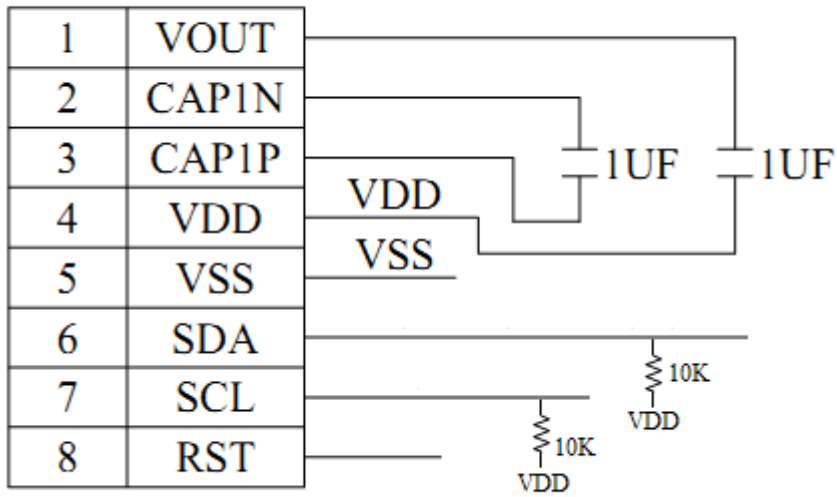 1 VOUT
2 CAP1N
3 CAP1P 1UF 1UF
4 VDD VDD
5 VSS VSS
6 SDA
10K
7 SCL
VDD
8 RST 10K
VDD